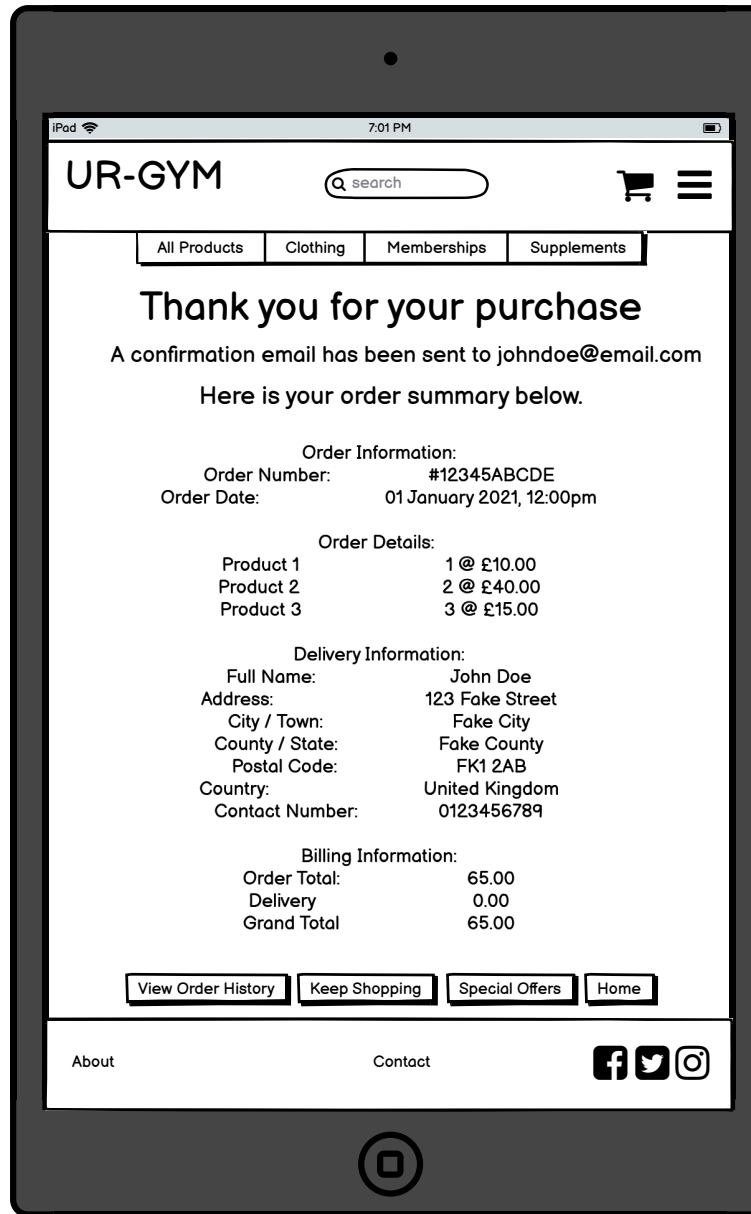 iPad 7:01 PM
UR-GYM search
All Products Clothing Memberships Supplements
Thank you for your purchase
A confirmation email has been sent to johndoe@email.com
Here is your order summary below.
Order Information:
Order Number: #12345ABCDE
Order Date: 01 January 2021, 12:00pm
Order Details:
Product 1 1 @ £10.00
Product 2 2 @ £40.00
Product 3 3 @ £15.00
Delivery Information:
Full Name: John Doe
Address: 123 Fake Street
City / Town: Fake City
County / State: Fake County
Postal Code: FK1 2AB
Country: United Kingdom
Contact Number: 0123456789
Billing Information:
Order Total: 65.00
Delivery 0.00
Grand Total 65.00
View Order History Keep Shopping Special Offers Home
About Contact